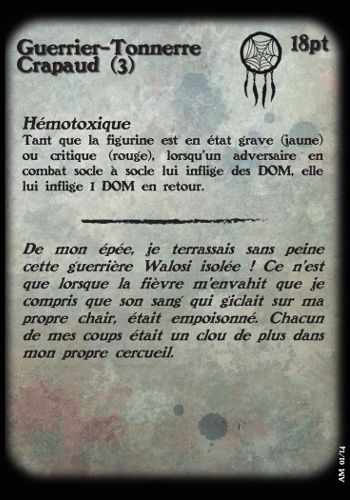 Guerrier-Tonnerre
Crapaud (3)
18pt
Hémotoxique
Tant que la figurine est en état grave (jaune)
ou critique (rouge), lorsqu'un adversaire en
combat socle à socle lui inflige des DOM, elle
lui inflige 1 DOM en retour.
De mon épée, je terrassais sans peine
cette guerrière Walosi isolée ! Ce n'est
que lorsque la fièvre m'envahit que je
compris que son sang qui giclait sur ma
propre chair, était empoisonné. Chacun
de mes coups était un clou de plus dans
mon propre cercueil.
AM 01/14